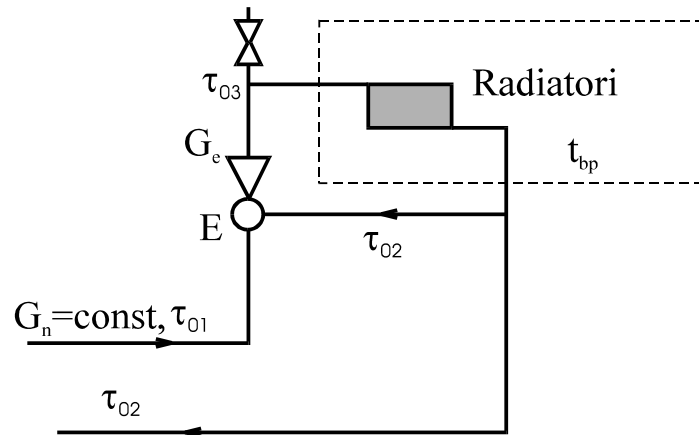 Radiatori
τ03
Ge
tbp
E
τ02
Gn=const, τ01
τ02